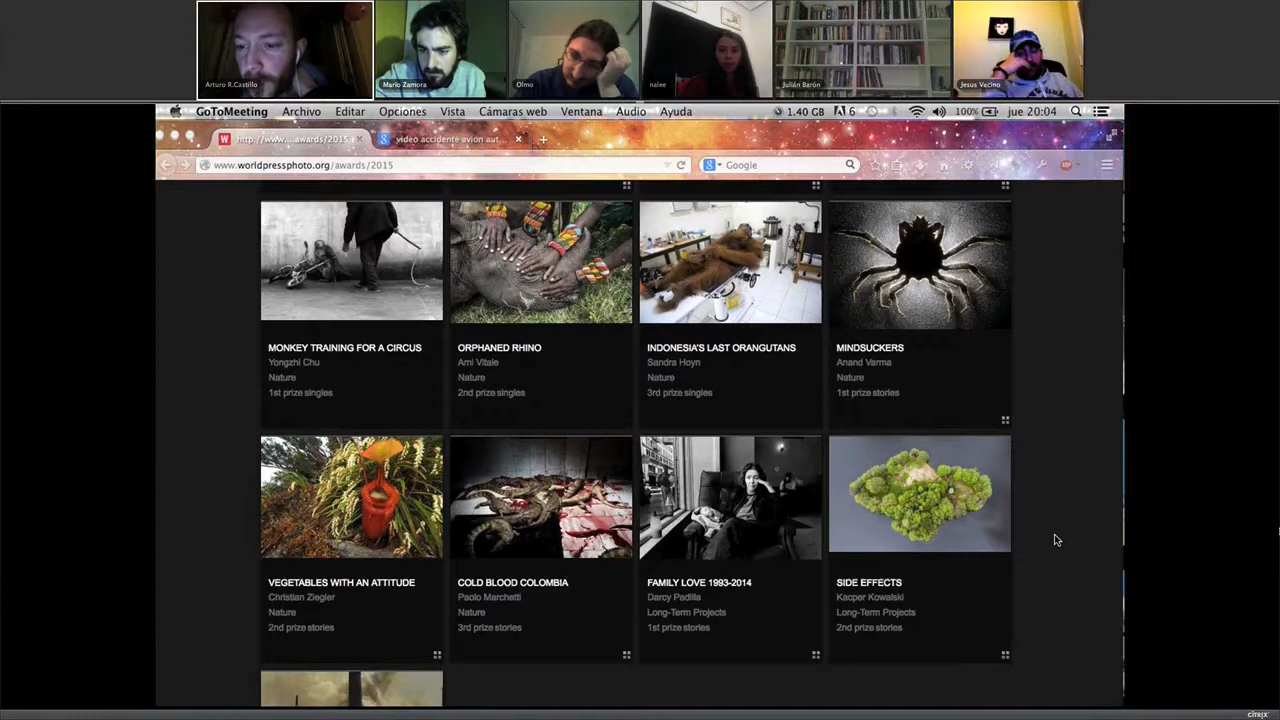 Arturo R.Castillo
Mario Zamora
Olmo
nalee
Julián Barón
Jesus Vecino
GoToMeeting Archivo Editar Opciones Vista Cámaras web Ventana Audio Ayuda 1.40 GB 6 100% jue 20:04
http://www....awards/2015 video accidente avion aut...
www.worldpressphoto.org/awards/2015 Google
MONKEY TRAINING FOR A CIRCUS
Yongzhi Chu
Nature
1st prize singles
ORPHANED RHINO
Ami Vitale
Nature
2nd prize singles
INDONESIA'S LAST ORANGUTANS
Sandra Hoyn
Nature
3rd prize singles
MINDSUCKERS
Anand Varma
Nature
1st prize stories
VEGETABLES WITH AN ATTITUDE
Christian Ziegler
Nature
2nd prize stories
COLD BLOOD COLOMBIA
Paolo Marchetti
Nature
3rd prize stories
FAMILY LOVE 1993-2014
Darcy Padilla
Long-Term Projects
1st prize stories
SIDE EFFECTS
Kacper Kowalski
Long-Term Projects
2nd prize stories
CITRIX